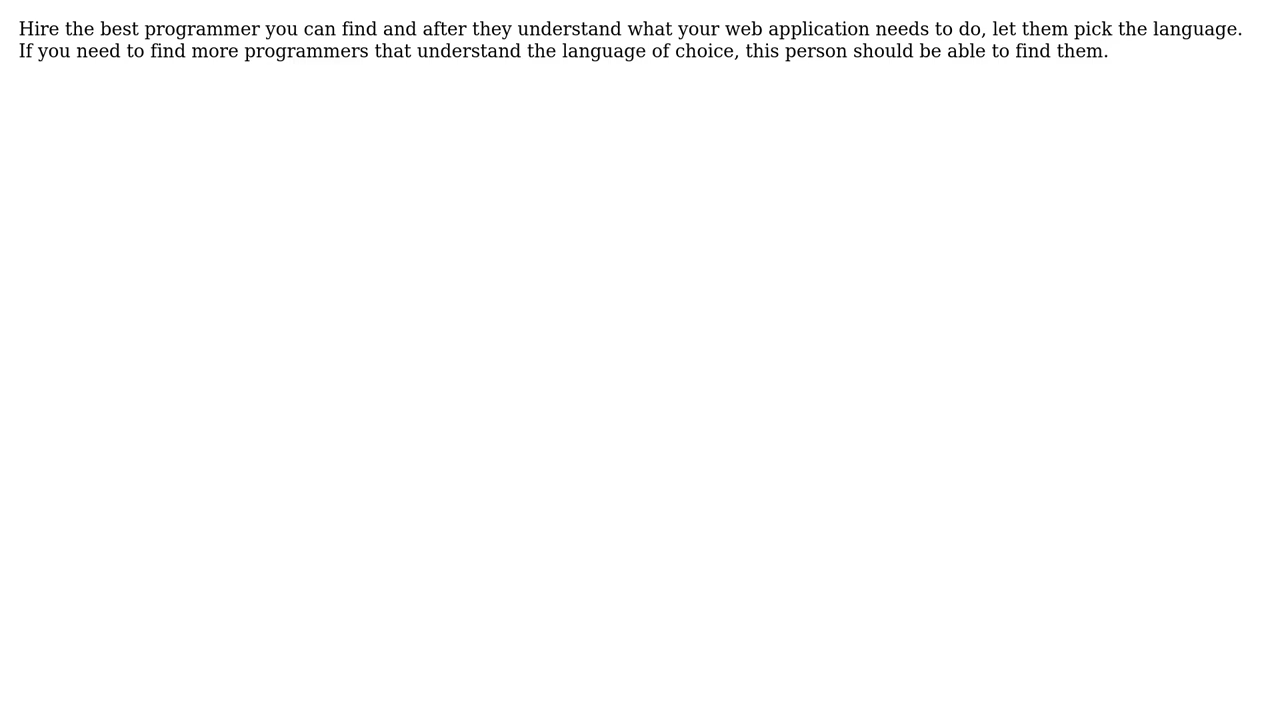 Hire the best programmer you can find and after they understand what your web application needs to do, let them pick the language.
If you need to find more programmers that understand the language of choice, this person should be able to find them.